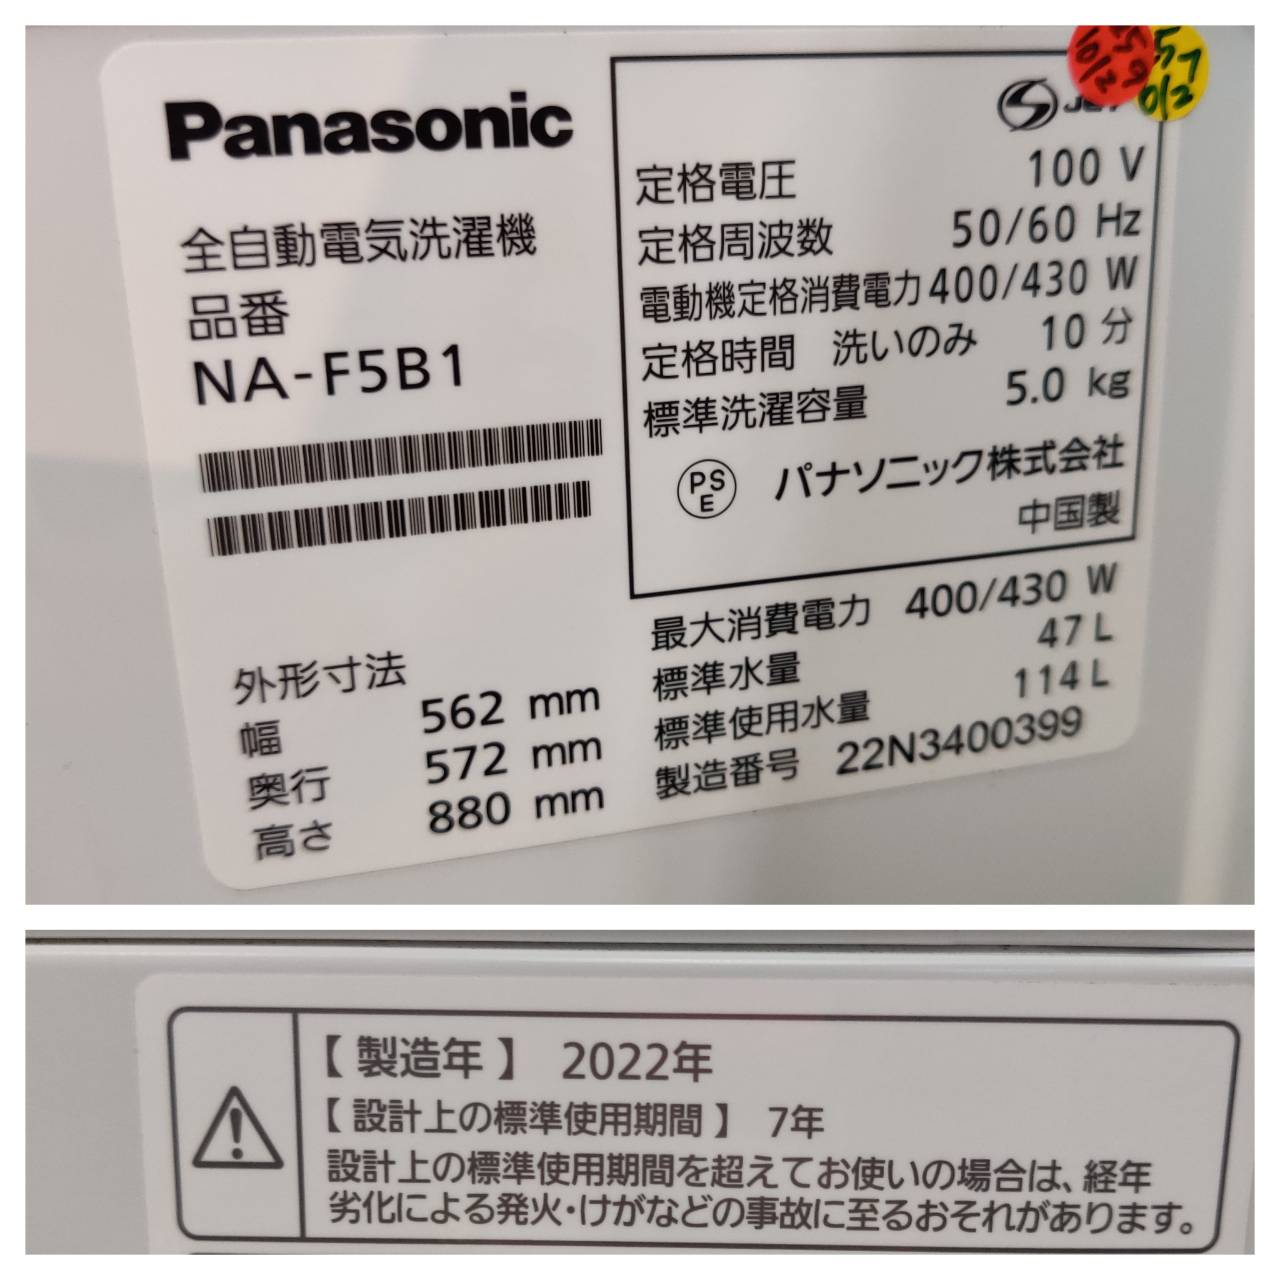 Panasonic
全自動電気洗濯機
品番
NA-F5B1
外形寸法
幅 562 mm
奥行 572 mm
高さ 880 mm
定格電圧 100 V
定格周波数 50/60 Hz
電動機定格消費電力 400/430 W
定格時間 洗いのみ 10 分
標準洗濯容量 5.0 kg
PS
E
パナソニック株式会社
中国製
最大消費電力 400/430 W
標準水量 47 L
標準使用水量 114 L
製造番号 22N3400399
【 製造年 】 2022年
【 設計上の標準使用期間 】 7年
設計上の標準使用期間を超えてお使いの場合は、経年
劣化による発火・けがなどの事故に至るおそれがあります。